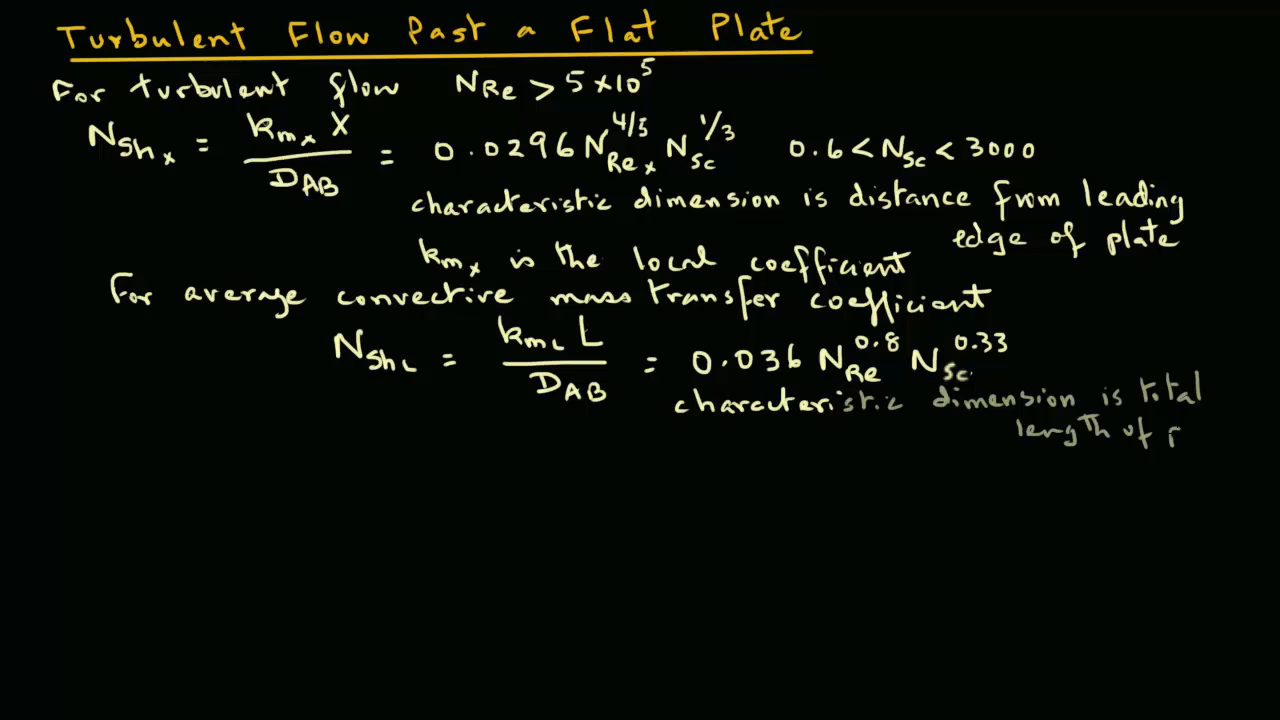 Turbulent Flow Past a Flat Plate
For turbulent flow N_Re > 5 × 10^5
N_Sh_x = k_m_x X / D_AB = 0.0296 N_Re_x^4/5 N_Sc^1/3 0.6 < N_Sc < 3000
characteristic dimension is distance from leading
edge of plate
k_m_x is the local coefficient
For average convective mass transfer coefficient
N_Sh_L = k_m_L L / D_AB = 0.036 N_Re^0.8 N_Sc^0.33
characteristic dimension is total
length of